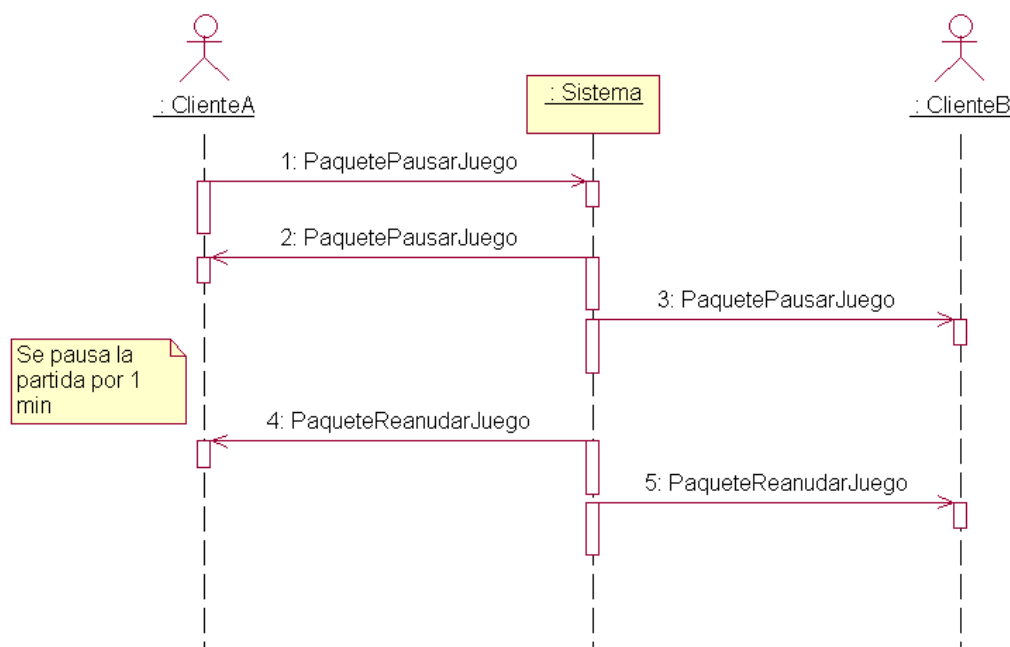 : ClienteA
: Sistema
: ClienteB
1: PaquetePausarJuego
2: PaquetePausarJuego
3: PaquetePausarJuego
Se pausa la
partida por 1
min
4: PaqueteReanudarJuego
5: PaqueteReanudarJuego